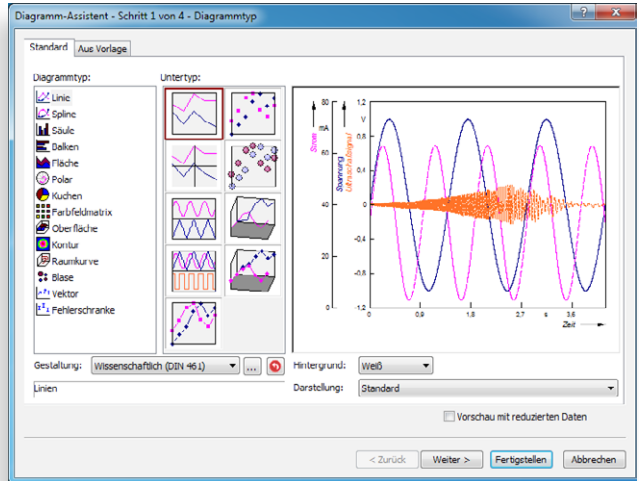 Diagramm-Assistent - Schritt 1 von 4 - Diagrammtyp
Standard
Aus Vorlage
Diagrammtyp:
Untertyp:
Linie
Spline
Säule
Balken
Fläche
Polar
Kuchen
Farbfeldmatrix
Oberfläche
Kontur
Raumkurve
Blase
Vektor
Fehlerschranke
Strom
Spannung
Ultraschallsignal
80
mA
60
40
20
0
1,2
V
0,8
0,4
0
-0,4
-0,8
-1,2
0 0,9 1,8 2,7 s 3,6
Zeit
Gestaltung: Wissenschaftlich (DIN 461) ...
Hintergrund: Weiß
Linien
Darstellung: Standard
Vorschau mit reduzierten Daten
< Zurück
Weiter >
Fertigstellen
Abbrechen